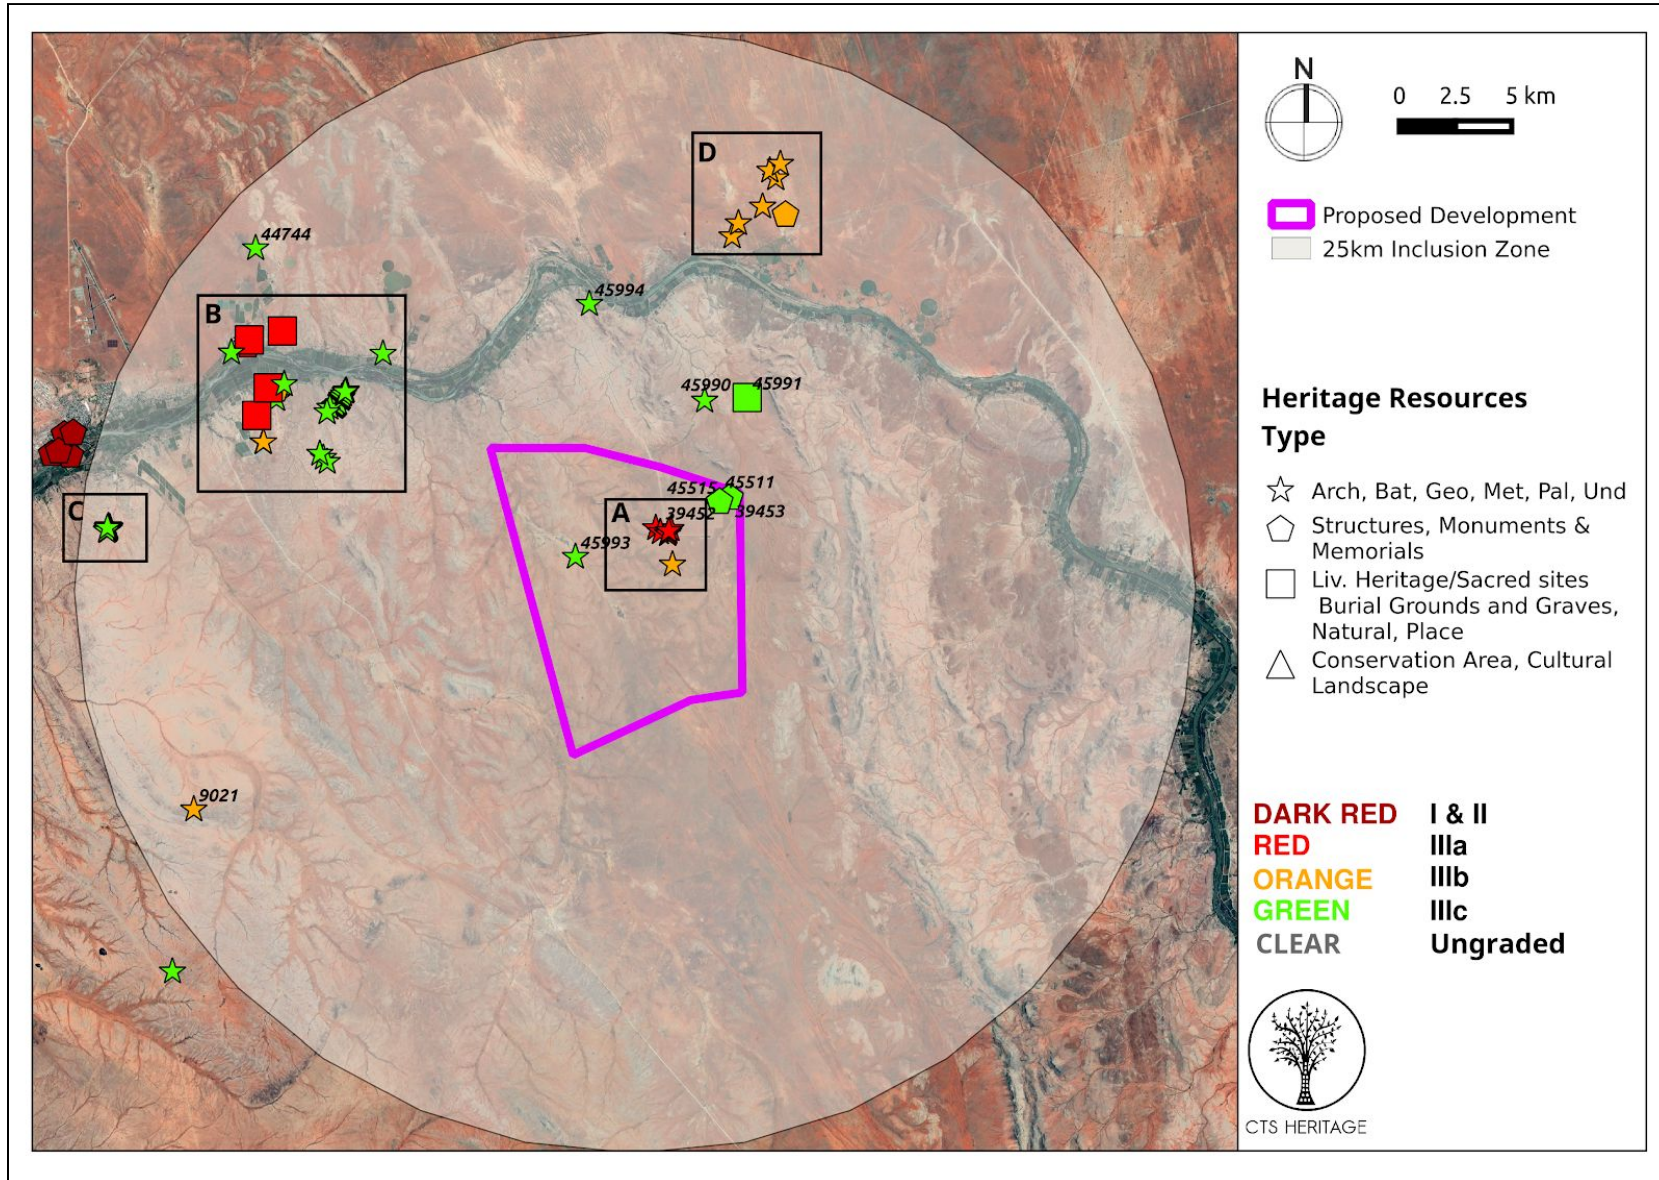 N
0 2.5 5 km
Proposed Development
25km Inclusion Zone
Heritage Resources
Type
Arch, Bat, Geo, Met, Pal, Und
Structures, Monuments &
Memorials
Liv. Heritage/Sacred sites
Burial Grounds and Graves,
Natural, Place
Conservation Area, Cultural
Landscape
DARK RED I & II
RED IIIa
ORANGE IIIb
GREEN IIIc
CLEAR Ungraded
CTS HERITAGE
D
44744
45994
B
45990 45991
45515 45511
C
A
39452 39453
45993
9021